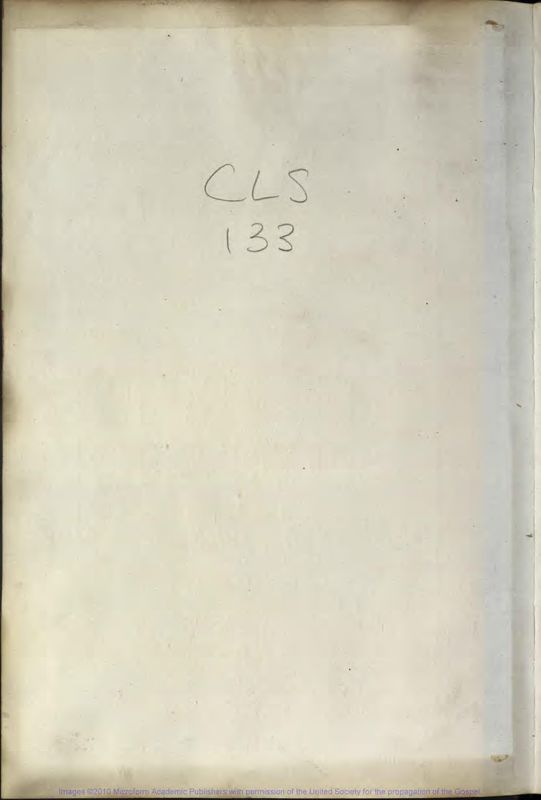 CLS
133
Images ©2010 Microform Academic Publishers with permission of the United Society for the propagation of the Gospel.